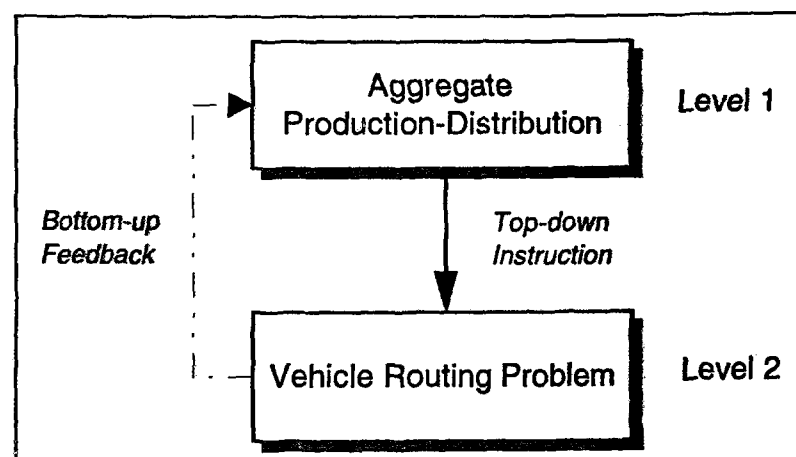 Aggregate
Production-Distribution
Level 1
Bottom-up
Feedback
Top-down
Instruction
Vehicle Routing Problem
Level 2